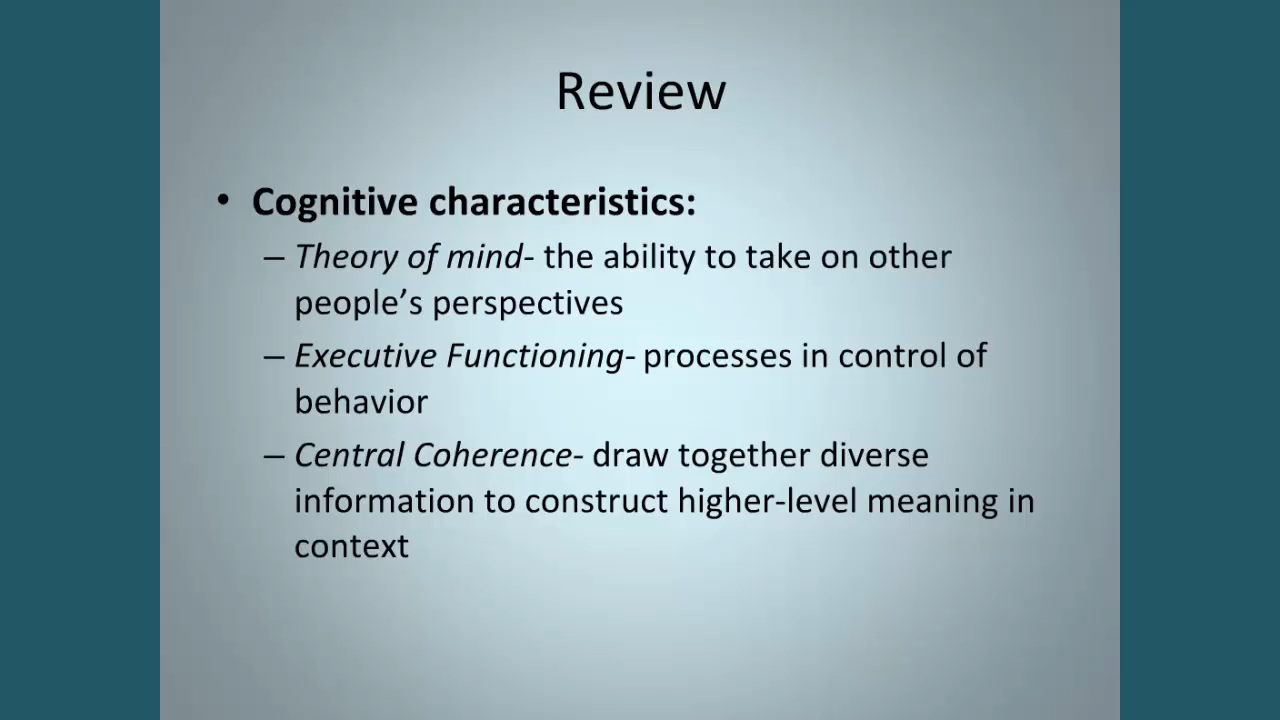 Review
• Cognitive characteristics:
– Theory of mind- the ability to take on other
people’s perspectives
– Executive Functioning- processes in control of
behavior
– Central Coherence- draw together diverse
information to construct higher-level meaning in
context